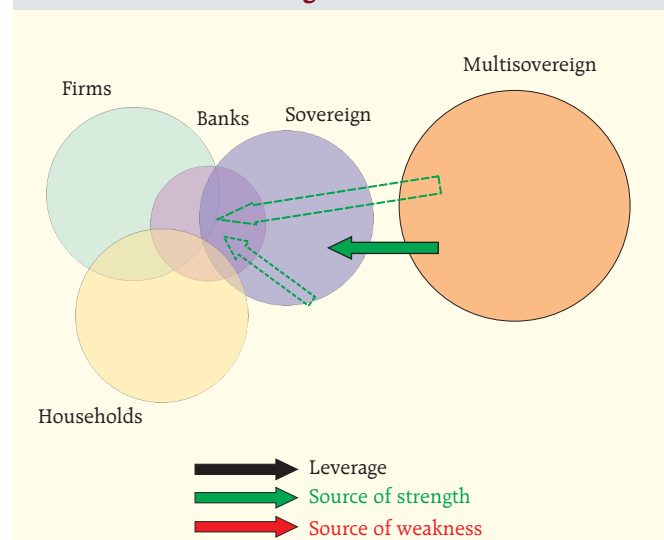 Firms
Banks
Sovereign
Multisovereign
Households
Leverage
Source of strength
Source of weakness